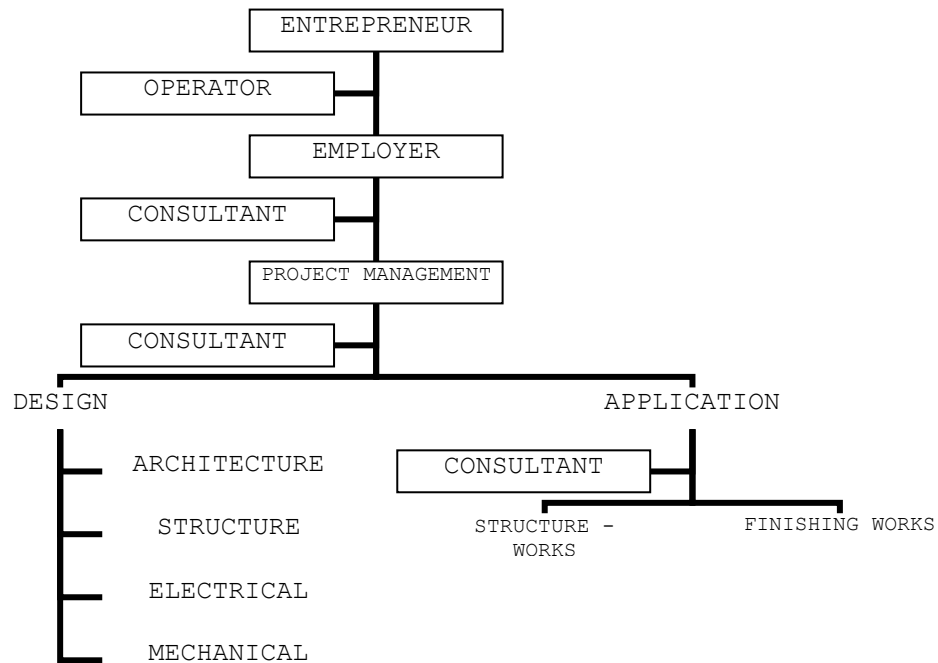 ENTREPRENEUR
OPERATOR
EMPLOYER
CONSULTANT
PROJECT MANAGEMENT
CONSULTANT
DESIGN
APPLICATION
ARCHITECTURE
CONSULTANT
STRUCTURE
STRUCTURE -
WORKS
FINISHING WORKS
ELECTRICAL
MECHANICAL